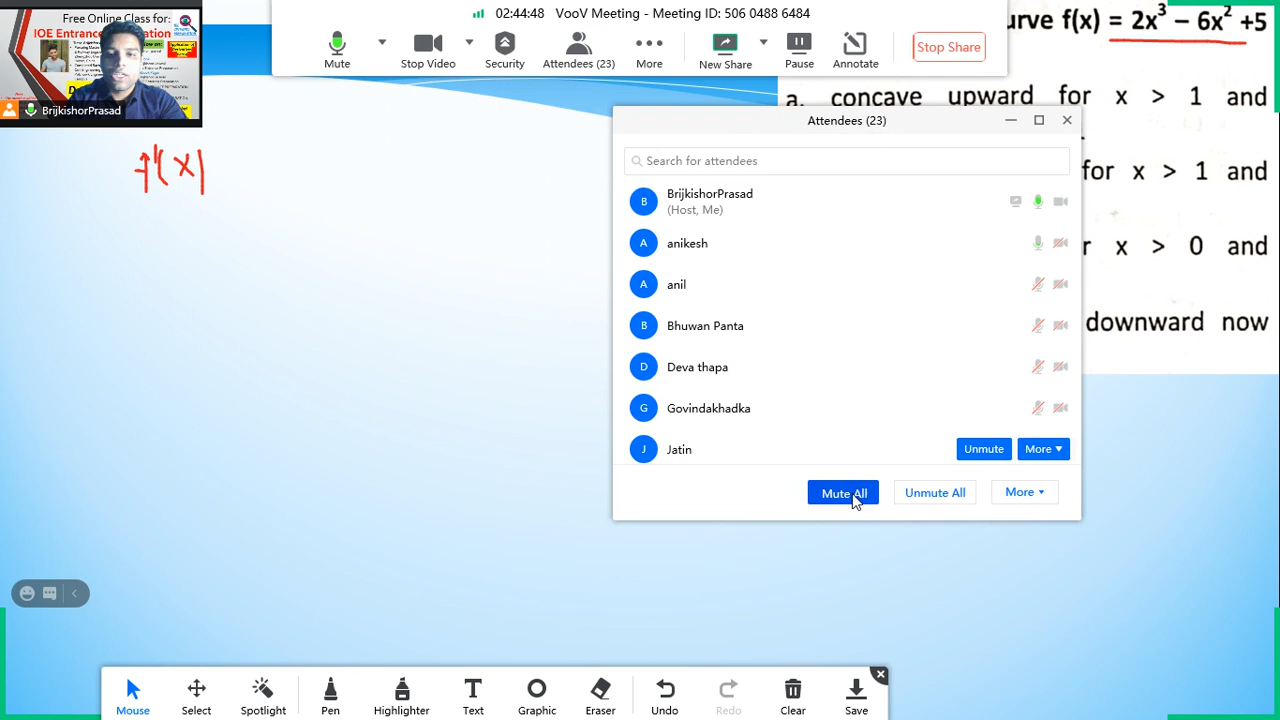 02:44:48 VooV Meeting - Meeting ID: 506 0488 6484
Mute
Stop Video
Security
Attendees (23)
More
New Share
Pause
Annotate
Stop Share
Free Online Class for:
IOE Entrance
BrijkishorPrasad
f'(x)
urve f(x) = 2x³ – 6x² +5
a. concave upward for x > 1 and
for x > 1 and
r x > 0 and
downward now
Attendees (23)
Search for attendees
B BrijkishorPrasad
(Host, Me)
A anikesh
A anil
B Bhuwan Panta
D Deva thapa
G Govindakhadka
J Jatin Unmute More
Mute All Unmute All More
Mouse Select Spotlight Pen Highlighter Text Graphic Eraser Undo Redo Clear Save